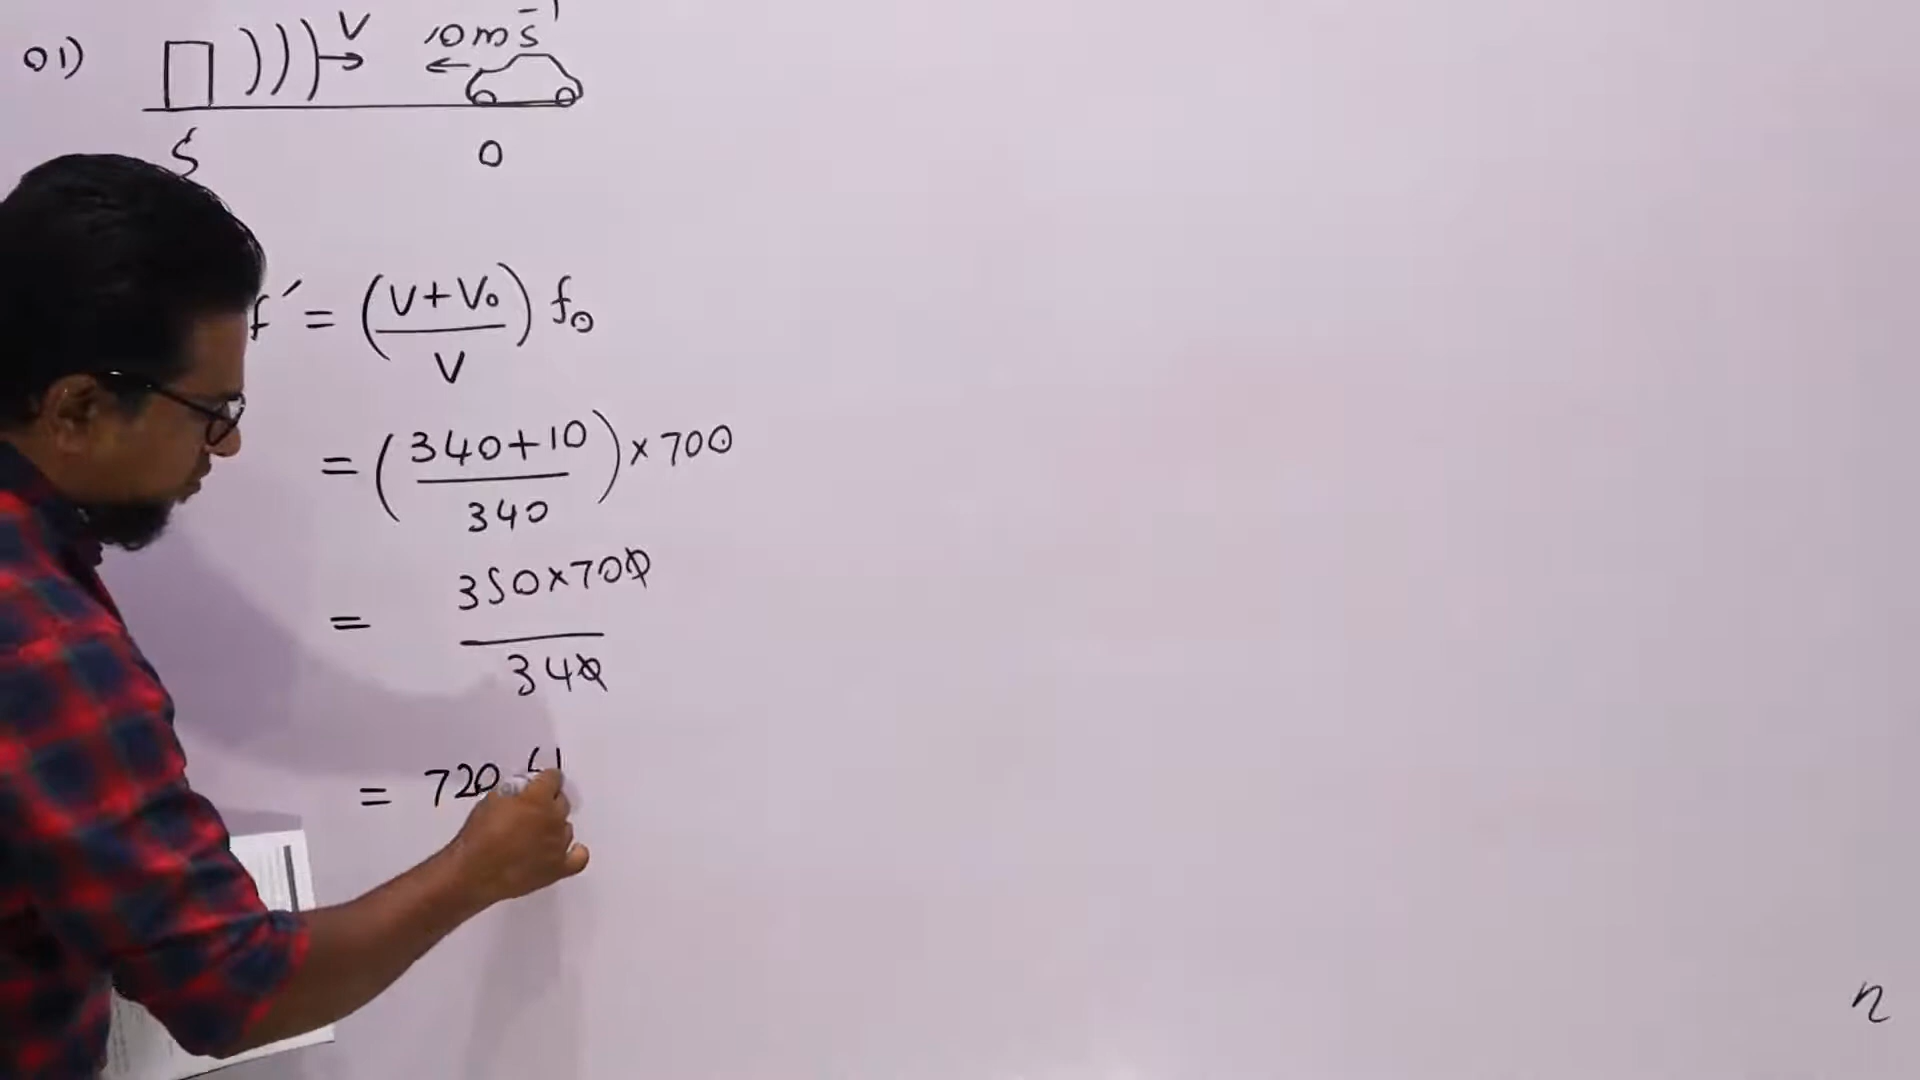 01) V 10ms⁻¹
S O
f′ = (V+V₀ / V) f₀
= (340+10 / 340) × 700
= 350×700 / 340
= 720.
n